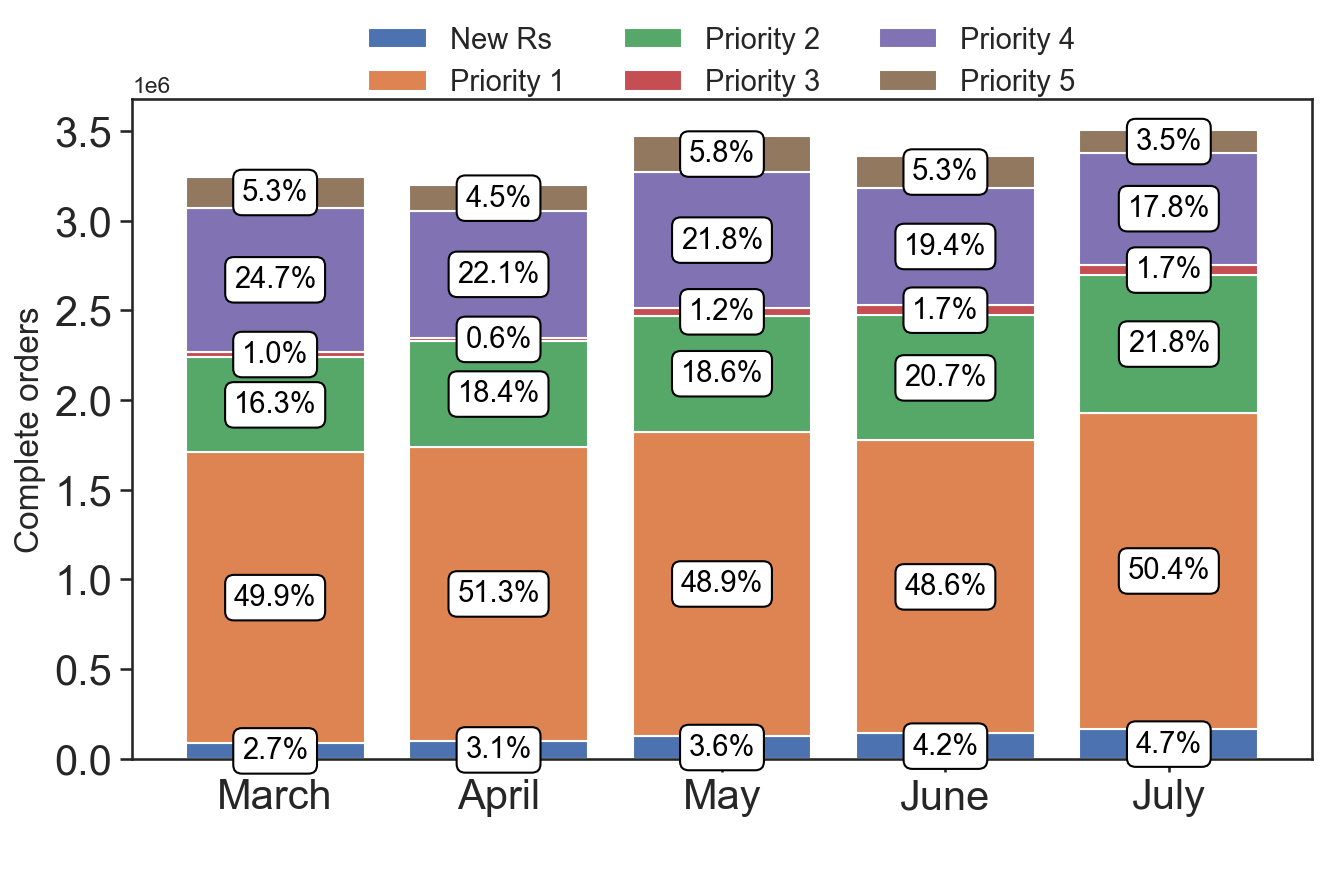 New Rs
Priority 1
Priority 2
Priority 3
Priority 4
Priority 5
1e6
Complete orders
3.5
3.0
2.5
2.0
1.5
1.0
0.5
0.0
5.3%
24.7%
1.0%
16.3%
49.9%
2.7%
4.5%
22.1%
0.6%
18.4%
51.3%
3.1%
5.8%
21.8%
1.2%
18.6%
48.9%
3.6%
5.3%
19.4%
1.7%
20.7%
48.6%
4.2%
3.5%
17.8%
1.7%
21.8%
50.4%
4.7%
March
April
May
June
July